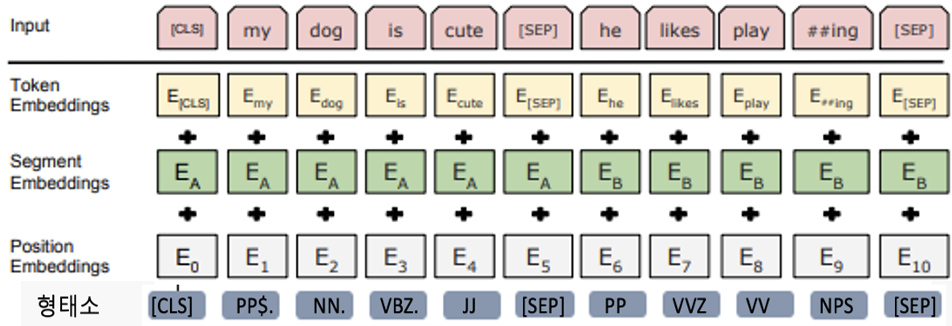 Input [CLS] my dog is cute [SEP] he likes play ##ing [SEP]
Token
Embeddings E[CLS] Emy Edog Eis Ecute E[SEP] Ehe Elikes Eplay E##ing E[SEP]
+ + + + + + + + + + +
Segment
Embeddings EA EA EA EA EA EA EB EB EB EB EB
+ + + + + + + + + + +
Position
Embeddings E0 E1 E2 E3 E4 E5 E6 E7 E8 E9 E10
형태소 [CLS] PP$. NN. VBZ. JJ [SEP] PP VVZ VV NPS [SEP]